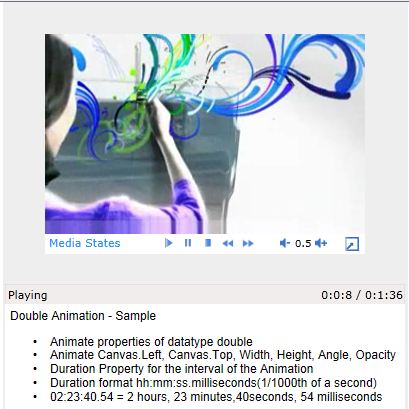 Media States
0.5
Playing 0:0:8 / 0:1:36
Double Animation - Sample
• Animate properties of datatype double
• Animate Canvas.Left, Canvas.Top, Width, Height, Angle, Opacity
• Duration Property for the interval of the Animation
• Duration format hh:mm:ss.milliseconds(1/1000th of a second)
• 02:23:40.54 = 2 hours, 23 minutes,40seconds, 54 milliseconds